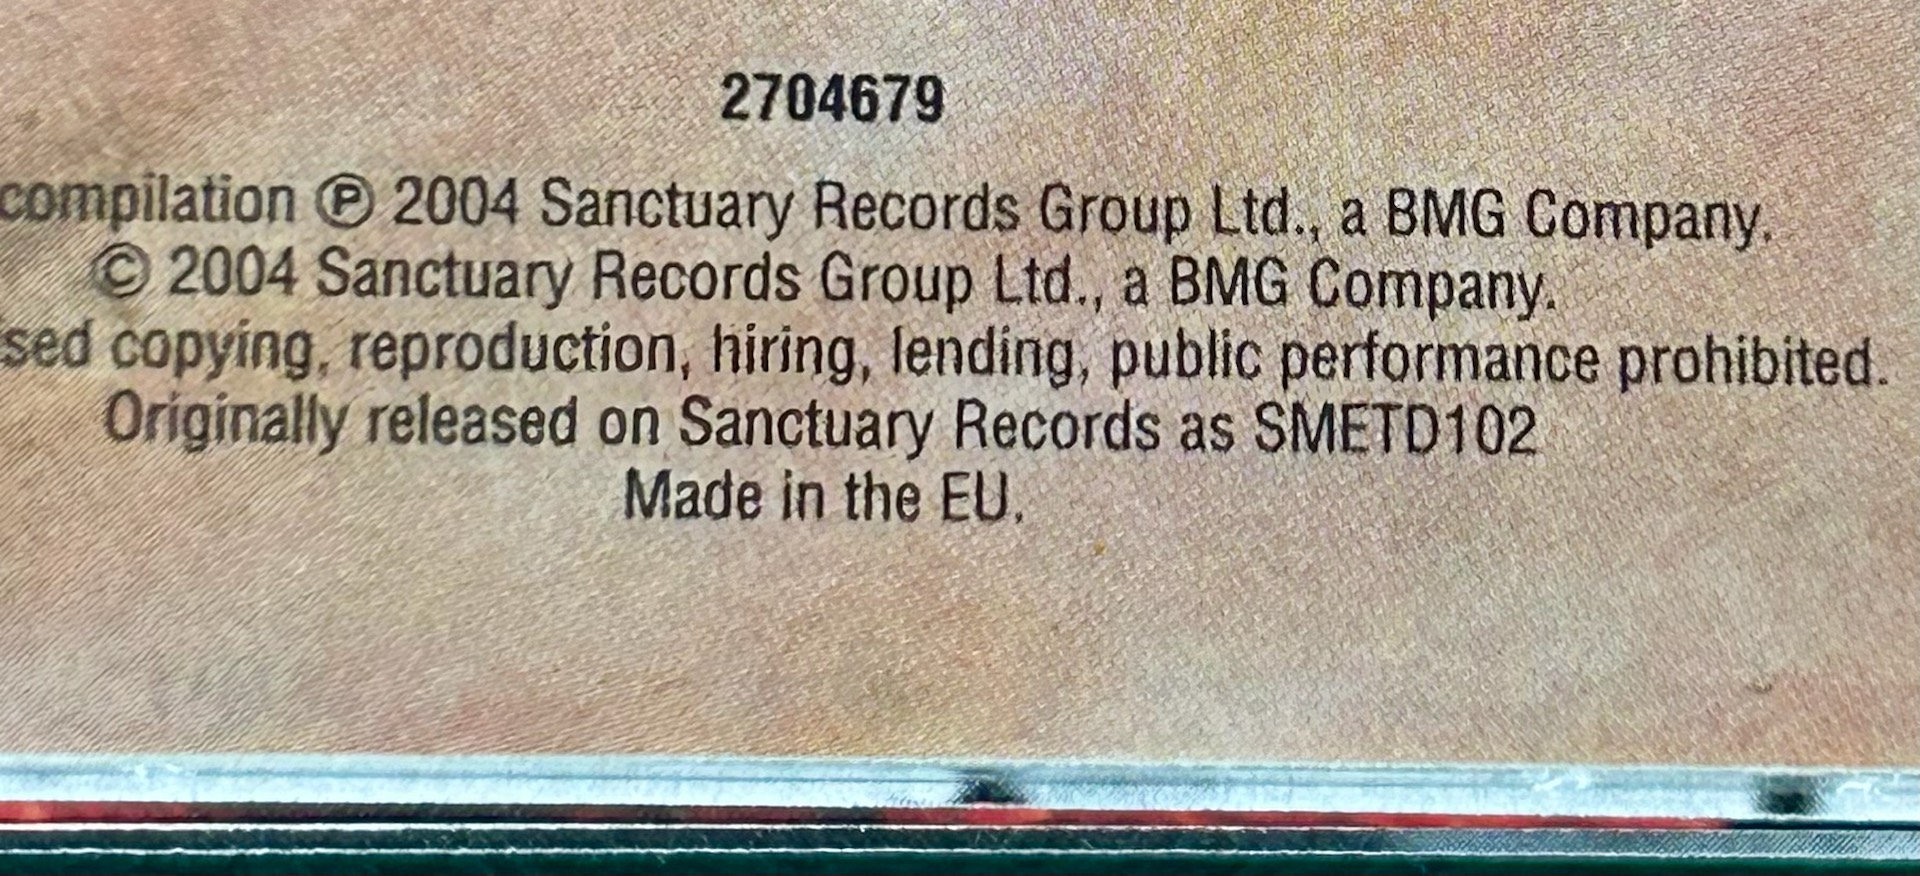 2704679
compilation ℗ 2004 Sanctuary Records Group Ltd., a BMG Company.
© 2004 Sanctuary Records Group Ltd., a BMG Company.
sed copying, reproduction, hiring, lending, public performance prohibited.
Originally released on Sanctuary Records as SMETD102
Made in the EU.